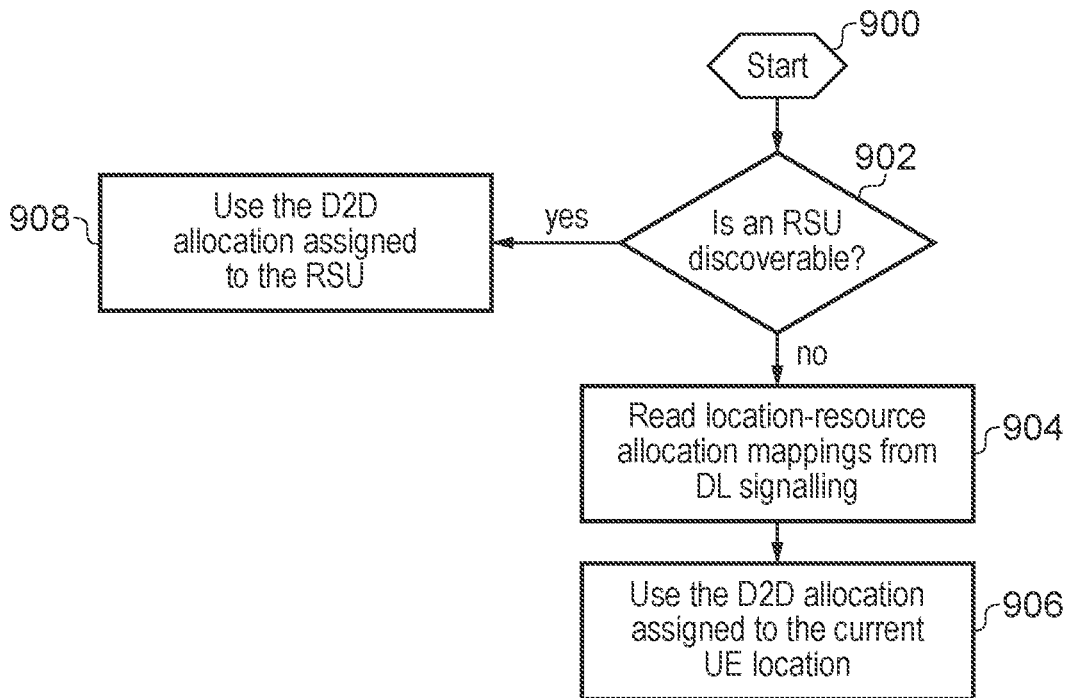 900
Start
902
Is an RSU
discoverable?
yes
908
Use the D2D
allocation assigned
to the RSU
no
Read location-resource
allocation mappings from
DL signalling
904
Use the D2D allocation
assigned to the current
UE location
906